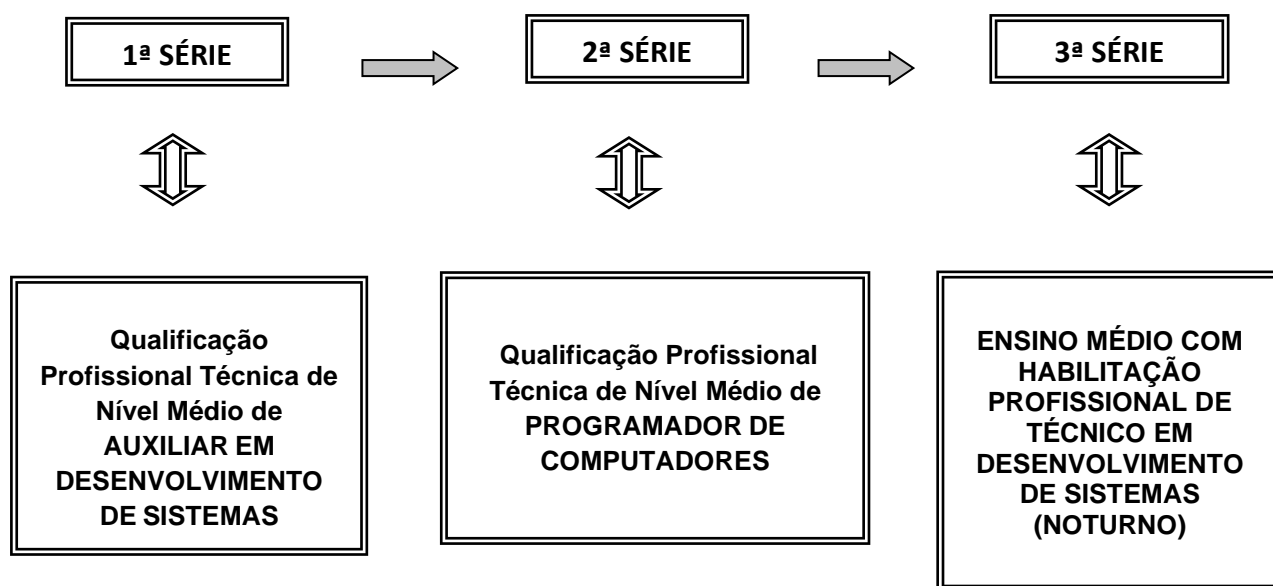 1ª SÉRIE
2ª SÉRIE
3ª SÉRIE
Qualificação
Profissional Técnica de
Nível Médio de
AUXILIAR EM
DESENVOLVIMENTO
DE SISTEMAS
Qualificação Profissional
Técnica de Nível Médio de
PROGRAMADOR DE
COMPUTADORES
ENSINO MÉDIO COM
HABILITAÇÃO
PROFISSIONAL DE
TÉCNICO EM
DESENVOLVIMENTO
DE SISTEMAS
(NOTURNO)